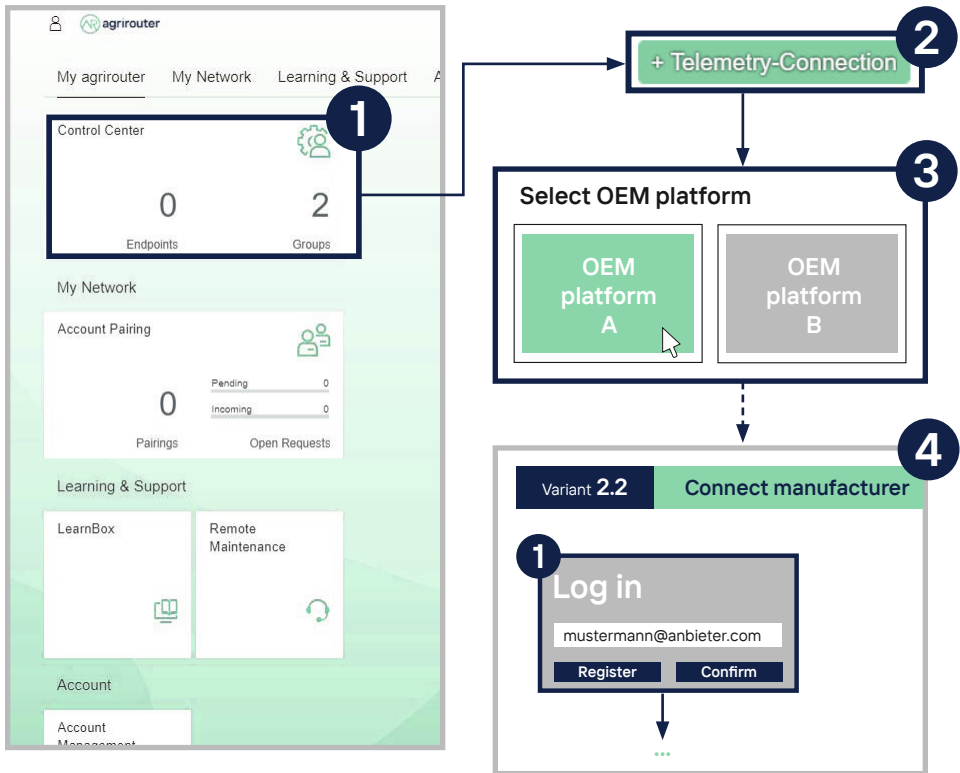 agrirouter
My agrirouter My Network Learning & Support
1
Control Center
0 2
Endpoints Groups
My Network
Account Pairing
Pending 0
0
Incoming 0
Pairings Open Requests
Learning & Support
LearnBox
Remote
Maintenance
Account
Account
Management
2
+ Telemetry-Connection
3
Select OEM platform
OEM
platform
A
OEM
platform
B
4
Variant 2.2 Connect manufacturer
1
Log in
mustermann@anbieter.com
Register Confirm
...